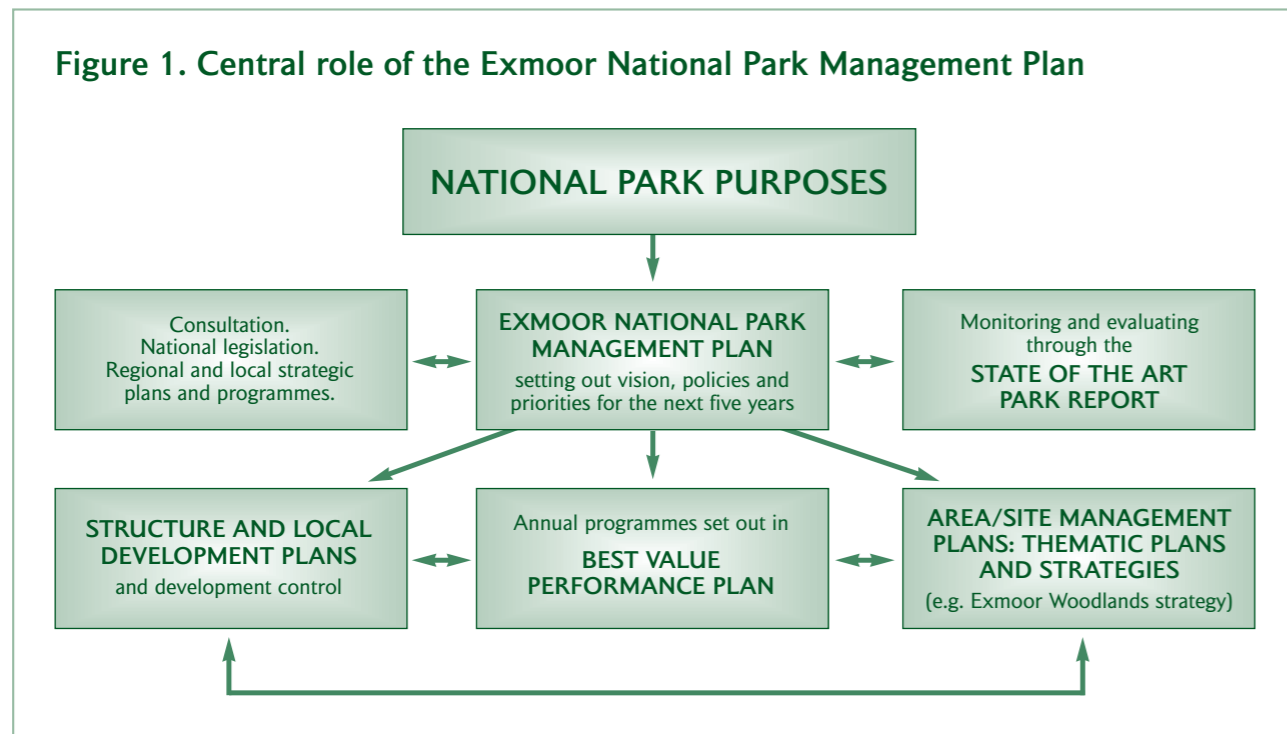 Figure 1. Central role of the Exmoor National Park Management Plan
NATIONAL PARK PURPOSES
Consultation.
National legislation.
Regional and local strategic
plans and programmes.
EXMOOR NATIONAL PARK
MANAGEMENT PLAN
setting out vision, policies and
priorities for the next five years
Monitoring and evaluating
through the
STATE OF THE ART
PARK REPORT
STRUCTURE AND LOCAL
DEVELOPMENT PLANS
and development control
Annual programmes set out in
BEST VALUE
PERFORMANCE PLAN
AREA/SITE MANAGEMENT
PLANS: THEMATIC PLANS
AND STRATEGIES
(e.g. Exmoor Woodlands strategy)